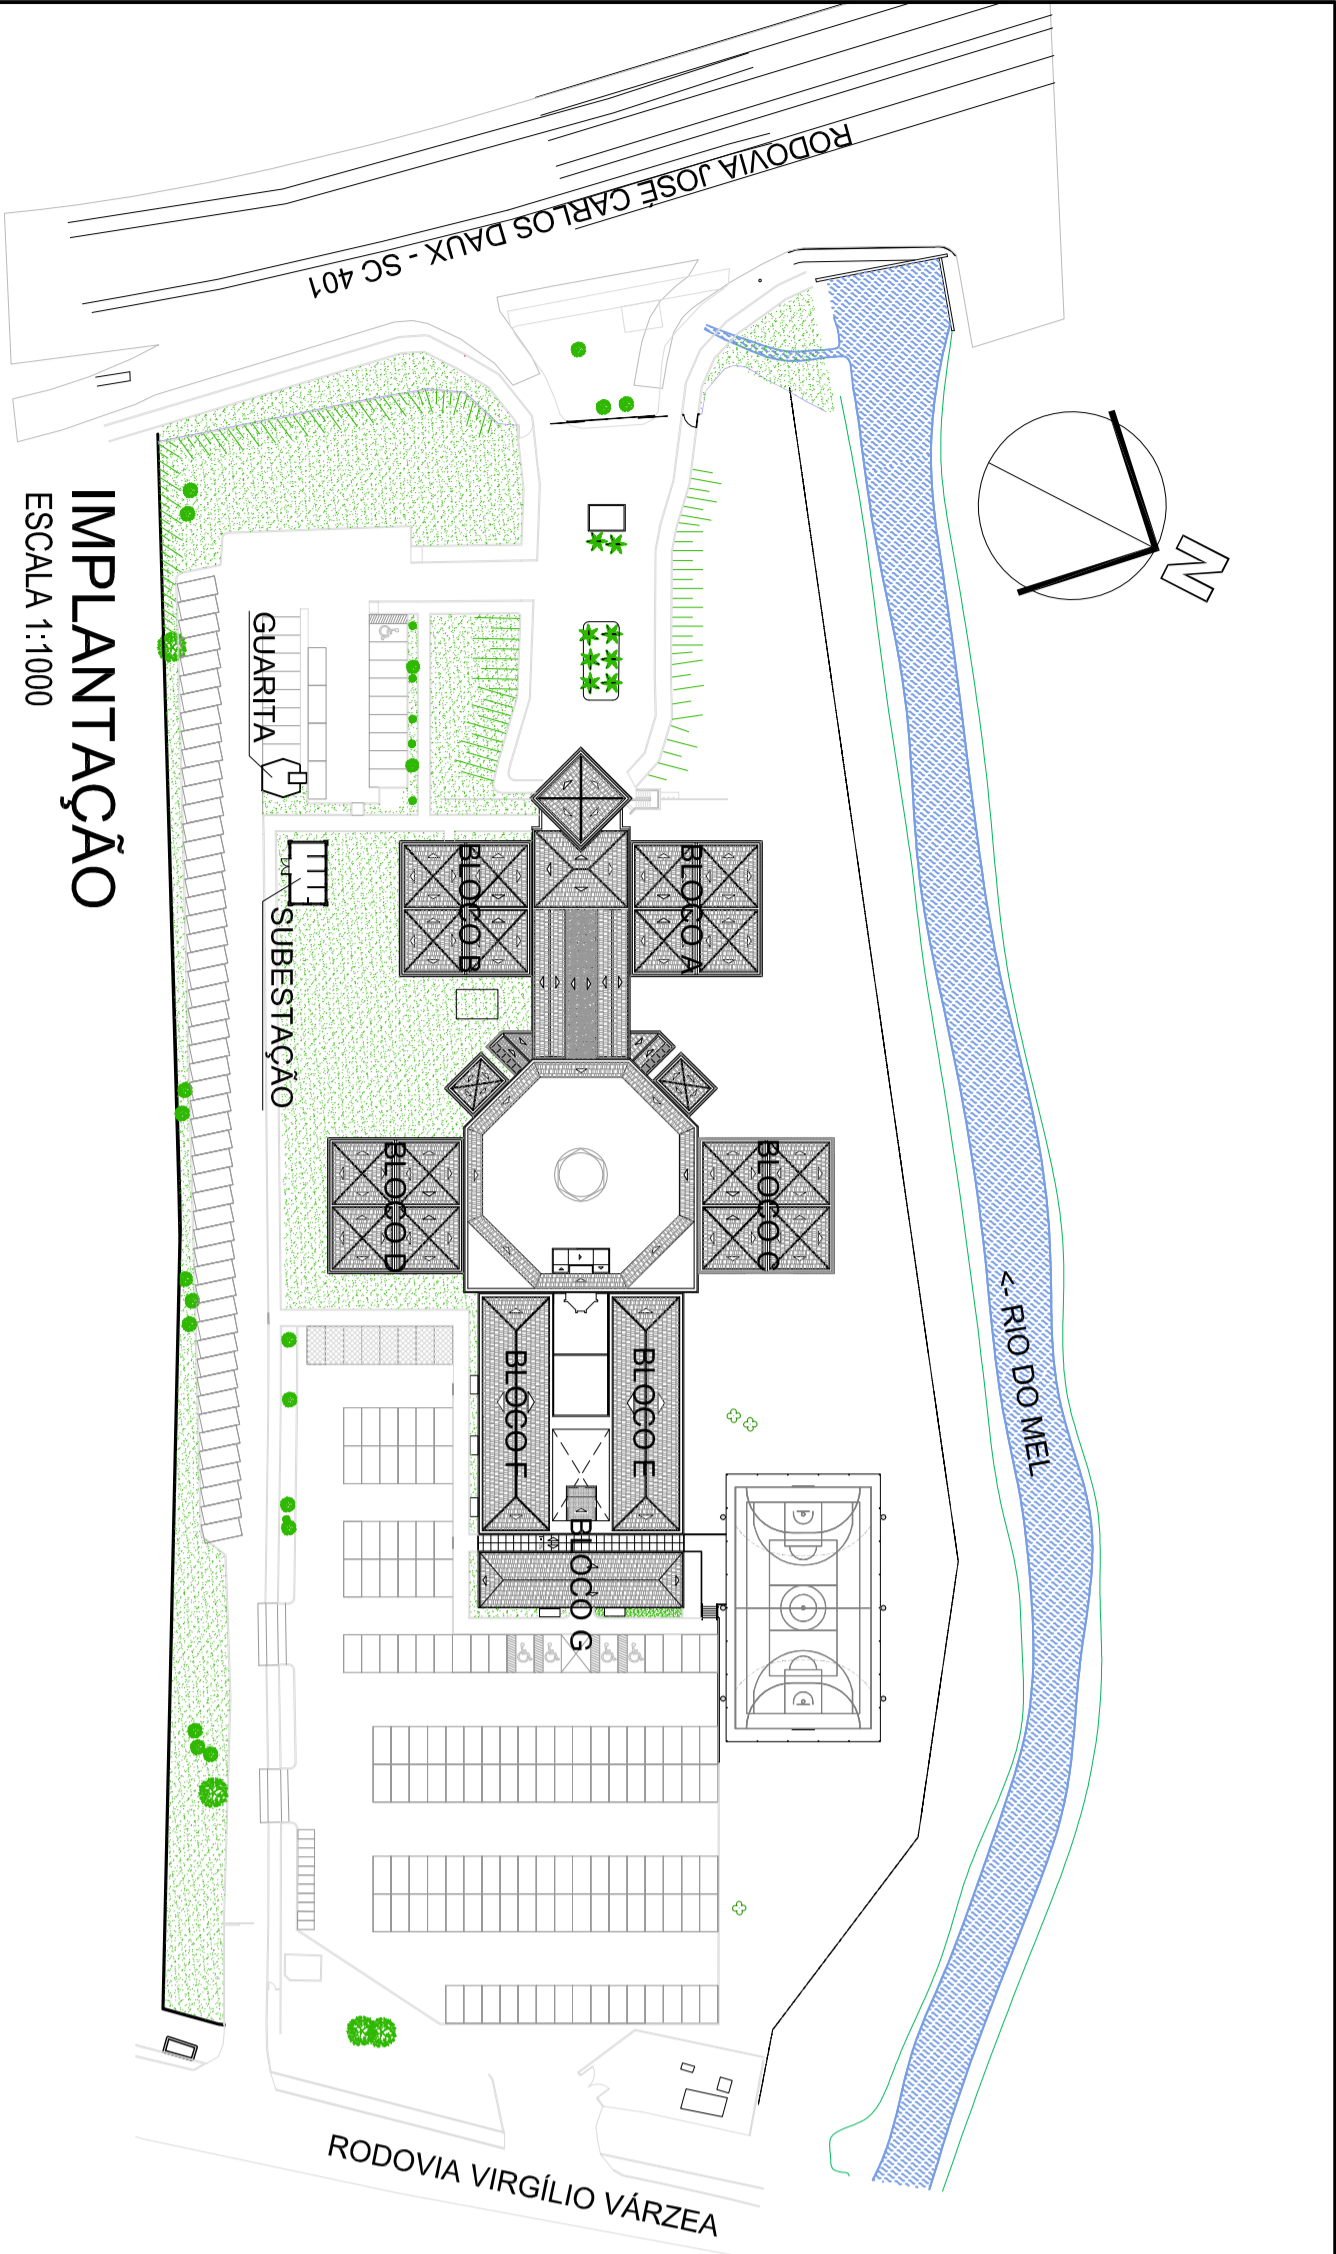 RODOVIA JOSÉ CARLOS DAUX - SC 401
N
IMPLANTAÇÃO
ESCALA 1:1000
GUARITA
SUBESTAÇÃO
BLOCO B
BLOCO A
BLOCO D
BLOCO C
<- RIO DO MEL
BLOCO F
BLOCO E
BLOCO G
RODOVIA VIRGÍLIO VÁRZEA